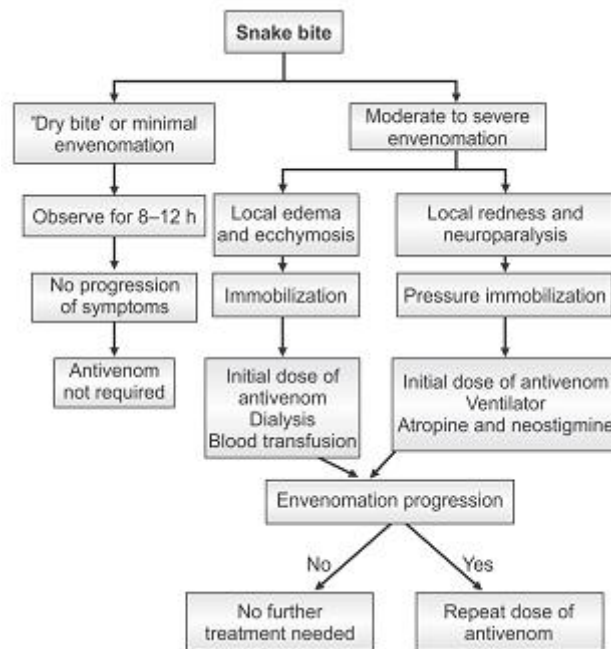 Snake bite
'Dry bite' or minimal
envenomation
Moderate to severe
envenomation
Observe for 8–12 h
Local edema
and ecchymosis
Local redness and
neuroparalysis
No progression
of symptoms
Immobilization
Pressure immobilization
Antivenom
not required
Initial dose of
antivenom
Dialysis
Blood transfusion
Initial dose of antivenom
Ventilator
Atropine and neostigmine
Envenomation progression
No
Yes
No further
treatment needed
Repeat dose of
antivenom